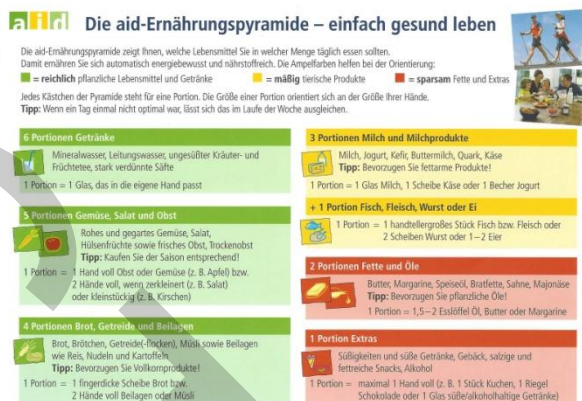 aid Die aid-Ernährungspyramide – einfach gesund leben
Die aid-Ernährungspyramide zeigt Ihnen, welche Lebensmittel Sie in welcher Menge täglich essen sollten.
Damit ernähren Sie sich automatisch energiebewusst und nährstoffreich. Die Ampelfarben helfen bei der Orientierung:
= reichlich pflanzliche Lebensmittel und Getränke
= mäßig tierische Produkte
= sparsam Fette und Extras
Jedes Kästchen der Pyramide steht für eine Portion. Die Größe einer Portion orientiert sich an der Größe Ihrer Hände.
Tipp: Wenn ein Tag einmal nicht optimal war, lässt sich das im Laufe der Woche ausgleichen.
6 Portionen Getränke
Mineralwasser, Leitungswasser, ungesüßter Kräuter- und
Früchtetee, stark verdünnte Säfte
1 Portion = 1 Glas, das in die eigene Hand passt
5 Portionen Gemüse, Salat und Obst
Rohes und gegartes Gemüse, Salat,
Hülsenfrüchte sowie frisches Obst, Trockenobst
Tipp: Kaufen Sie der Saison entsprechend!
1 Portion = 1 Hand voll Obst oder Gemüse (z. B. Apfel) bzw.
2 Hände voll, wenn zerkleinert (z. B. Salat)
oder kleinstückig (z. B. Kirschen)
4 Portionen Brot, Getreide und Beilagen
Brot, Brötchen, Getreide(-flocken), Müsli sowie Beilagen
wie Reis, Nudeln und Kartoffeln
Tipp: Bevorzugen Sie Vollkornprodukte!
1 Portion = 1 fingerdicke Scheibe Brot bzw.
2 Hände voll Beilagen oder Müsli
3 Portionen Milch und Milchprodukte
Milch, Jogurt, Kefir, Buttermilch, Quark, Käse
Tipp: Bevorzugen Sie fettarme Produkte!
1 Portion = 1 Glas Milch, 1 Scheibe Käse oder 1 Becher Jogurt
+ 1 Portion Fisch, Fleisch, Wurst oder Ei
1 Portion = 1 handtellergroßes Stück Fisch bzw. Fleisch oder
2 Scheiben Wurst oder 1–2 Eier
2 Portionen Fette und Öle
Butter, Margarine, Speiseöl, Bratfette, Sahne, Majonäse
Tipp: Bevorzugen Sie pflanzliche Öle!
1 Portion = 1,5–2 Esslöffel Öl, Butter oder Margarine
1 Portion Extras
Süßigkeiten und süße Getränke, Gebäck, salzige und
fettreiche Snacks, Alkohol
1 Portion = maximal 1 Hand voll (z. B. 1 Stück Kuchen, 1 Riegel
Schokolade oder 1 Glas süße/alkoholhaltige Getränke)